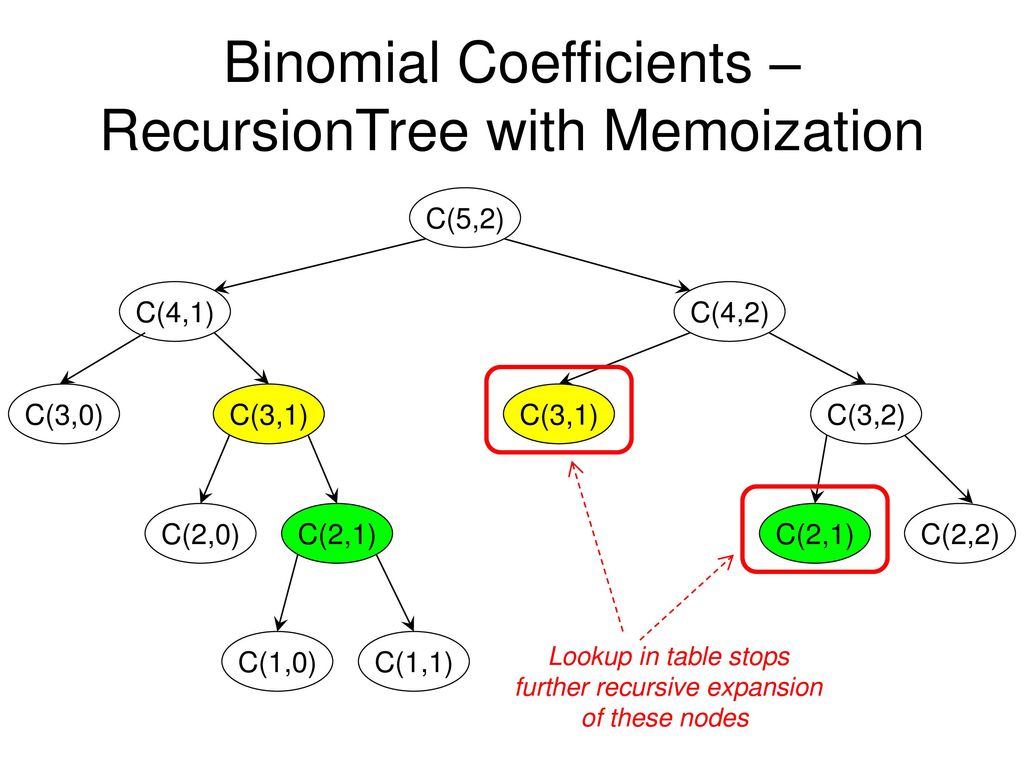 Binomial Coefficients –
RecursionTree with Memoization
C(5,2)
C(4,1)
C(4,2)
C(3,0)
C(3,1)
C(3,1)
C(3,2)
C(2,0)
C(2,1)
C(2,1)
C(2,2)
C(1,0)
C(1,1)
Lookup in table stops
further recursive expansion
of these nodes